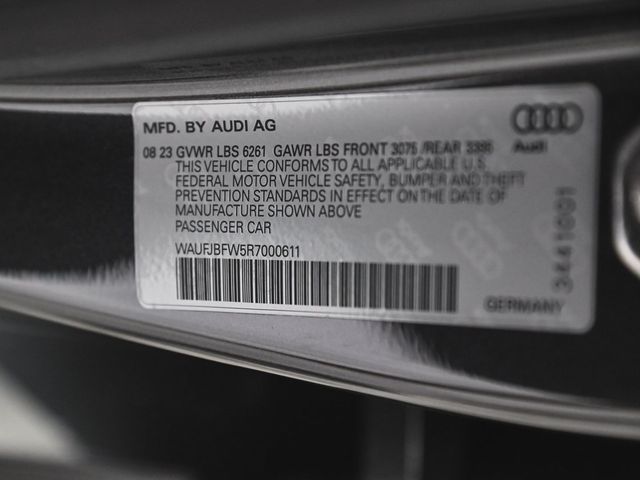 MFD. BY AUDI AG
08 23 GVWR LBS 6261 GAWR LBS FRONT 3075 /REAR 3395
Audi
THIS VEHICLE CONFORMS TO ALL APPLICABLE U.S.
FEDERAL MOTOR VEHICLE SAFETY, BUMPER AND THEFT
PREVENTION STANDARDS IN EFFECT ON THE DATE OF
MANUFACTURE SHOWN ABOVE
PASSENGER CAR
WAUFJBFW5R7000611
GERMANY
3441001